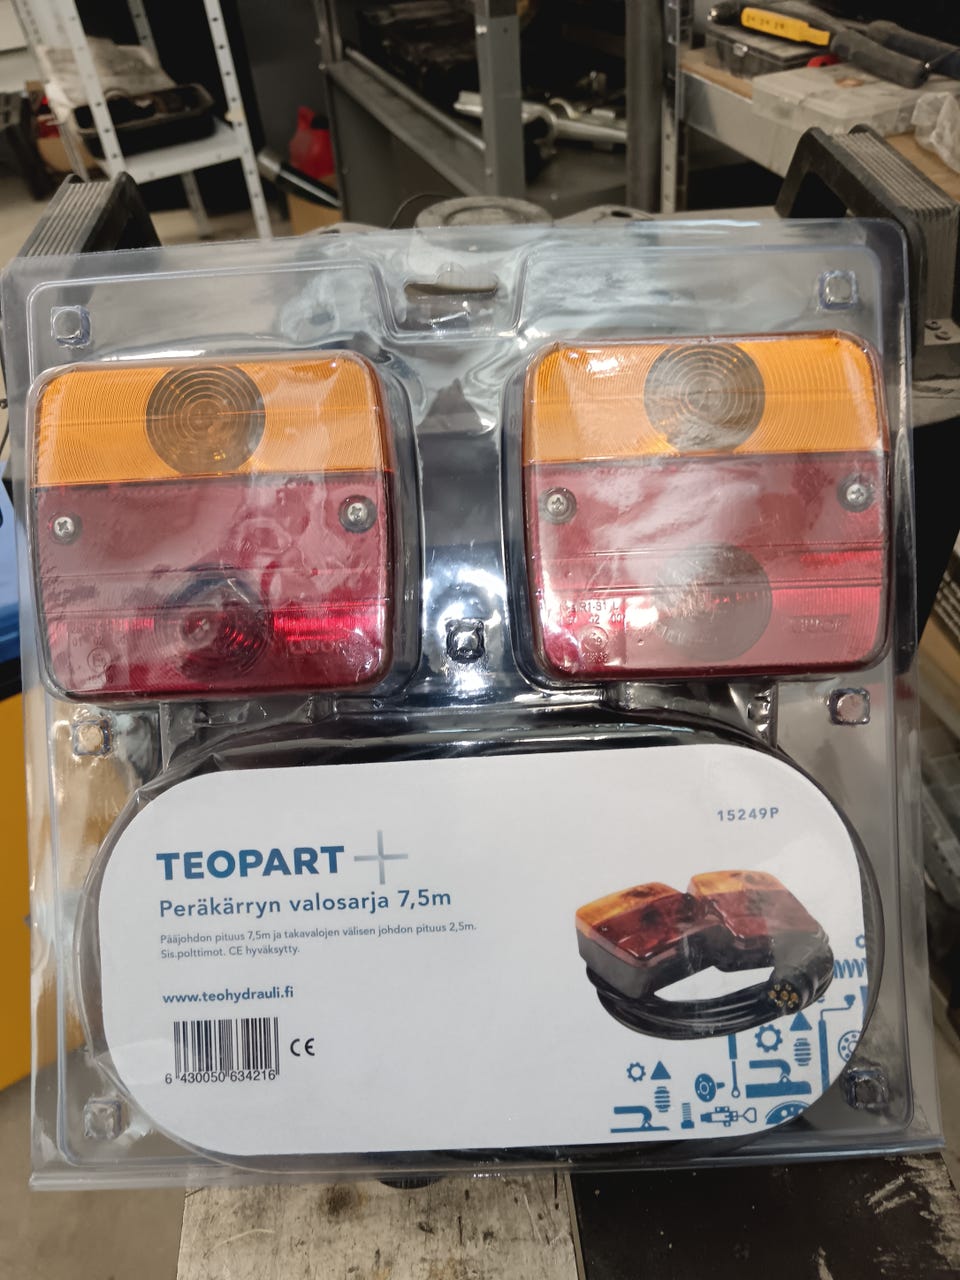 15249P
TEOPART
Peräkärryn valosarja 7,5m
Pääjohdon pituus 7,5m ja takavalojen välisen johdon pituus 2,5m.
Sis.polttimot. CE hyväksytty.
www.teohydrauli.fi
CE
6 430050 634216